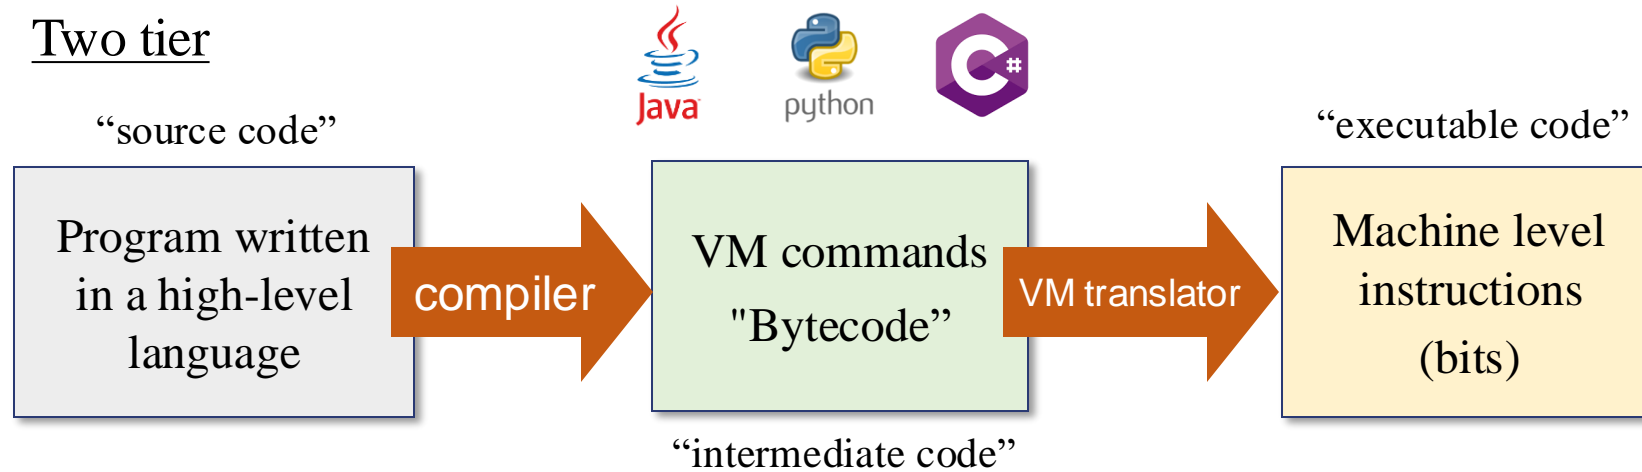 Two tier
Java
python
C#
“source code”
“executable code”
Program written
in a high-level
language
compiler
VM commands
"Bytecode”
VM translator
Machine level
instructions
(bits)
“intermediate code”